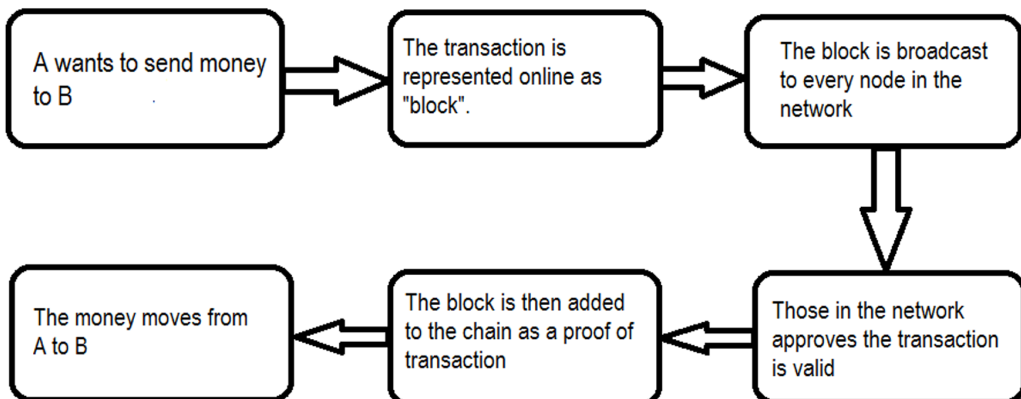 A wants to send money
to B
The transaction is
represented online as
"block".
The block is broadcast
to every node in the
network
Those in the network
approves the transaction
is valid
The block is then added
to the chain as a proof of
transaction
The money moves from
A to B